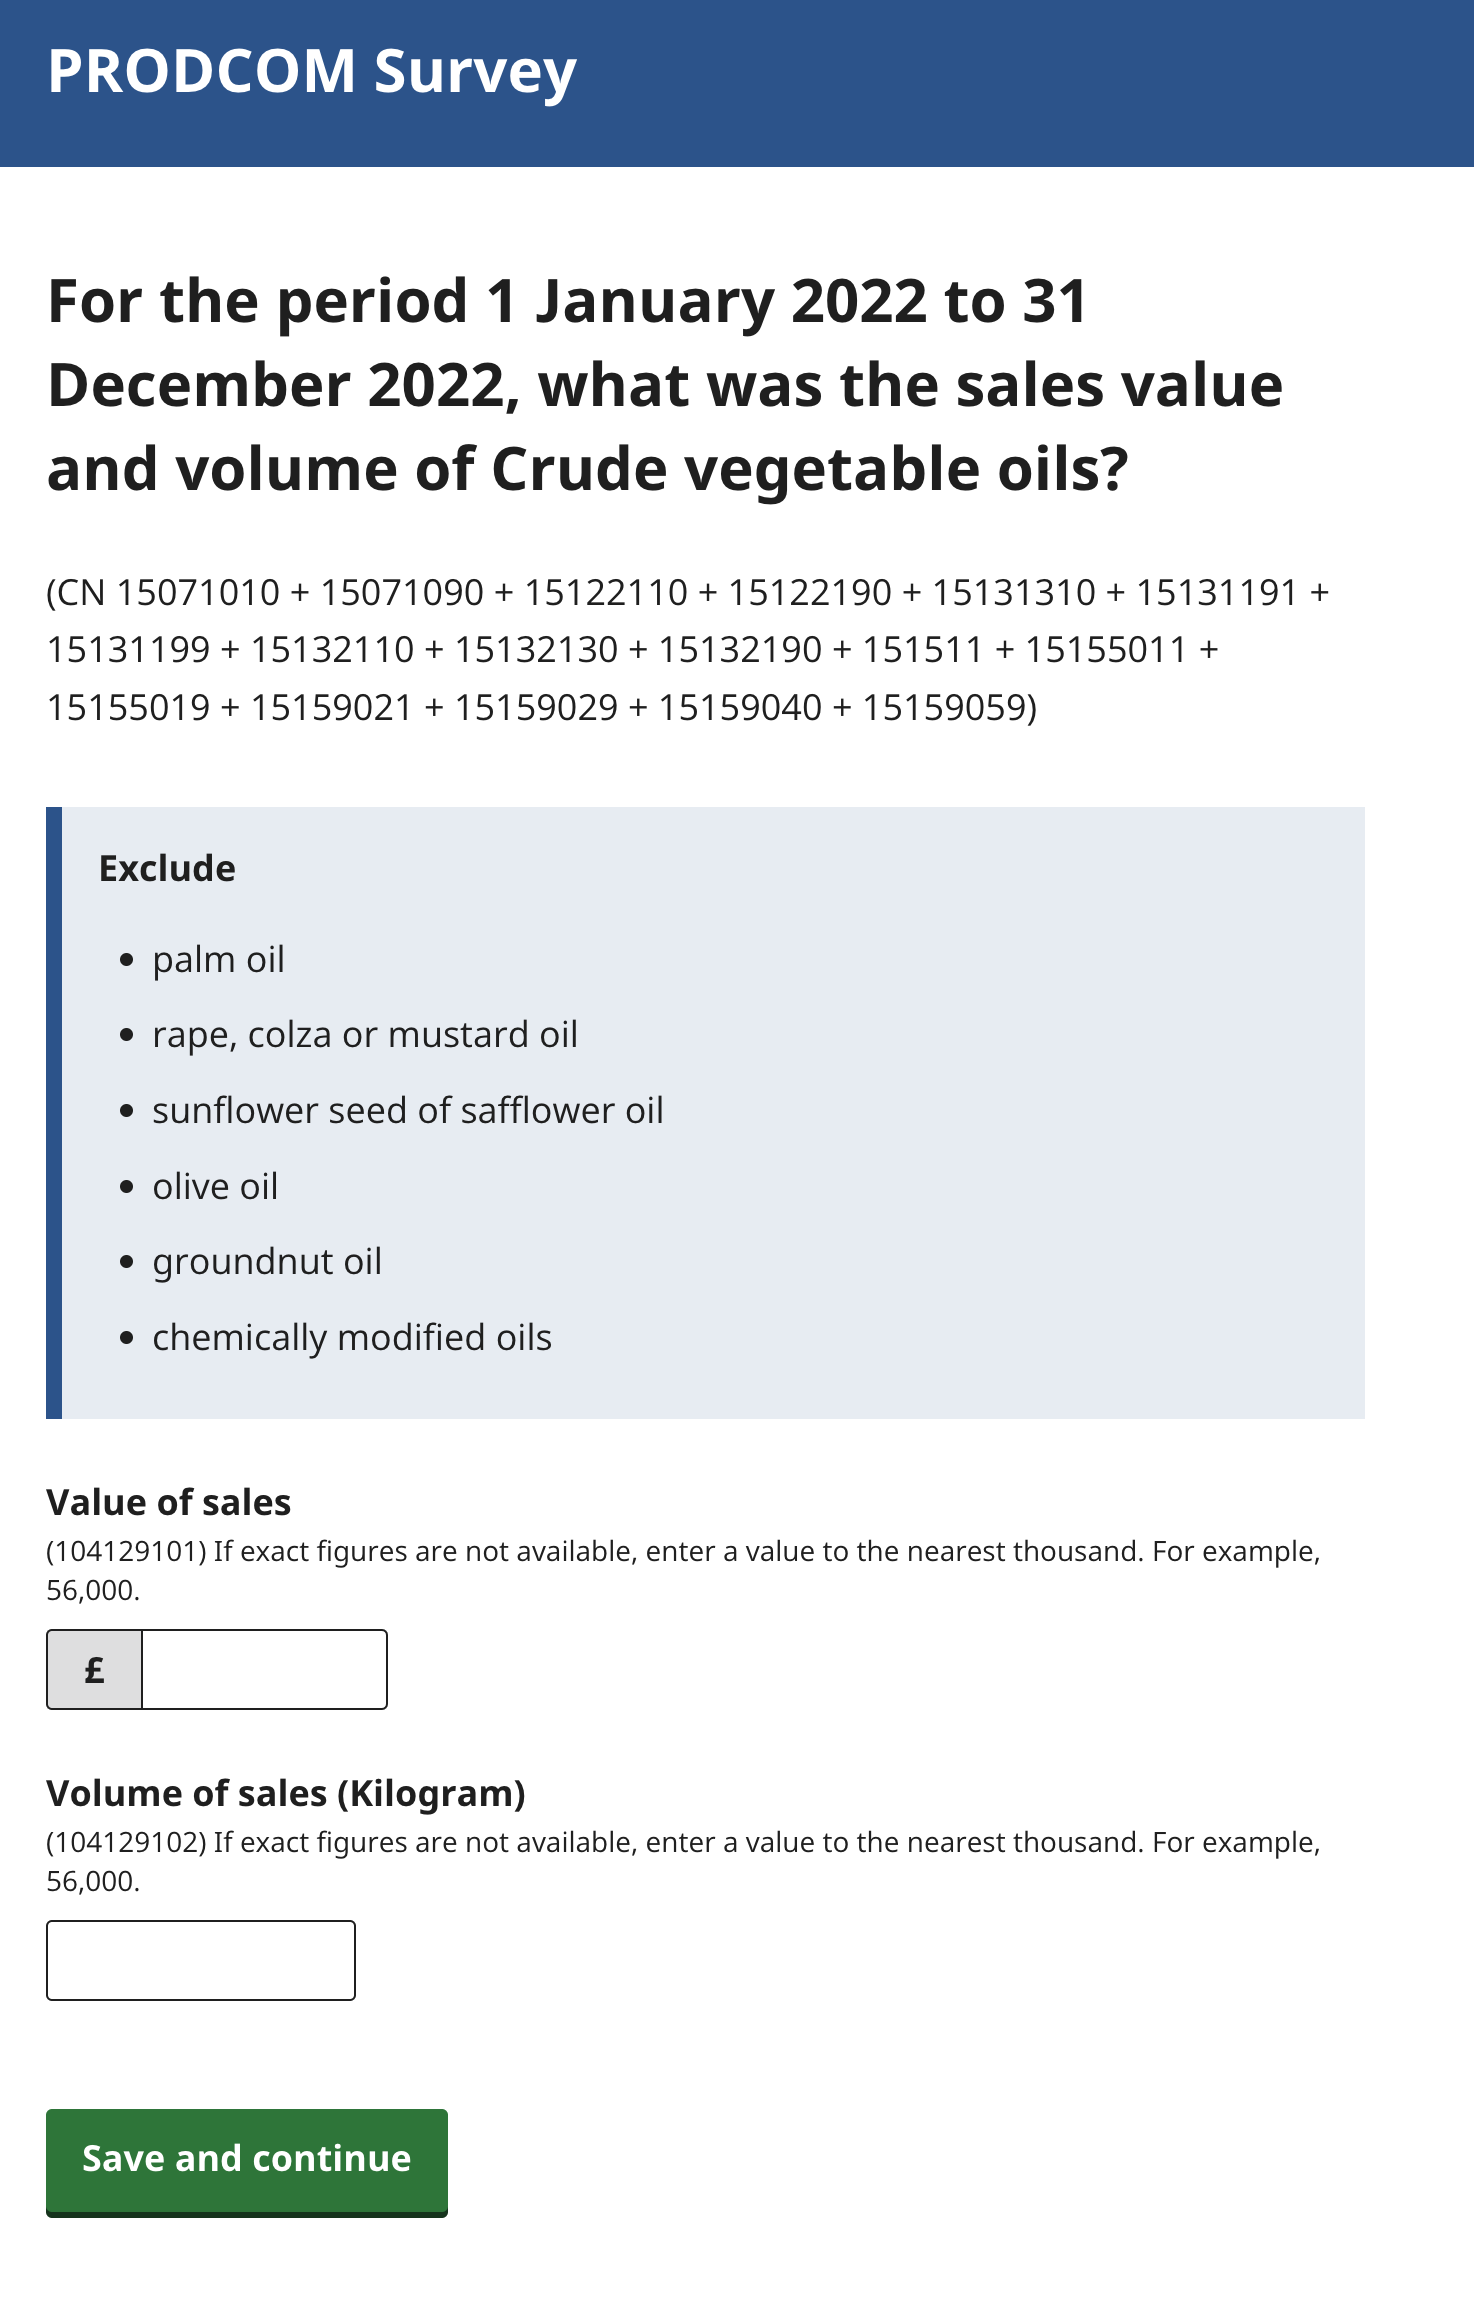 PRODCOM Survey
For the period 1 January 2022 to 31
December 2022, what was the sales value
and volume of Crude vegetable oils?
(CN 15071010 + 15071090 + 15122110 + 15122190 + 15131310 + 15131191 +
15131199 + 15132110 + 15132130 + 15132190 + 151511 + 15155011 +
15155019 + 15159021 + 15159029 + 15159040 + 15159059)
Exclude
• palm oil
• rape, colza or mustard oil
• sunflower seed of safflower oil
• olive oil
• groundnut oil
• chemically modified oils
Value of sales
(104129101) If exact figures are not available, enter a value to the nearest thousand. For example,
56,000.
£
Volume of sales (Kilogram)
(104129102) If exact figures are not available, enter a value to the nearest thousand. For example,
56,000.
Save and continue